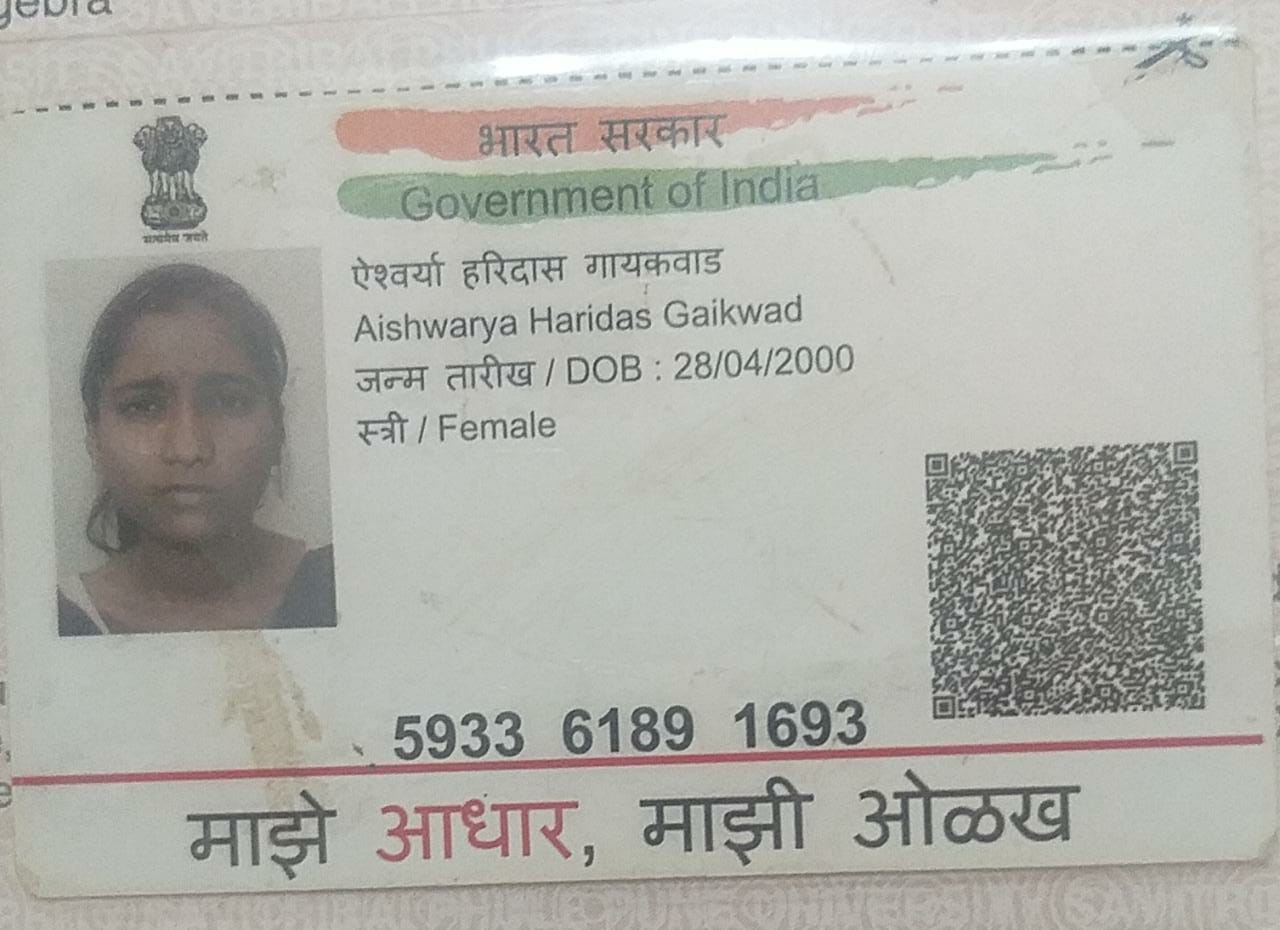 भारत सरकार
Government of India
सत्यमेव जयते
ऐश्वर्या हरिदास गायकवाड
Aishwarya Haridas Gaikwad
जन्म तारीख / DOB : 28/04/2000
स्त्री / Female
5933 6189 1693
माझे आधार, माझी ओळख